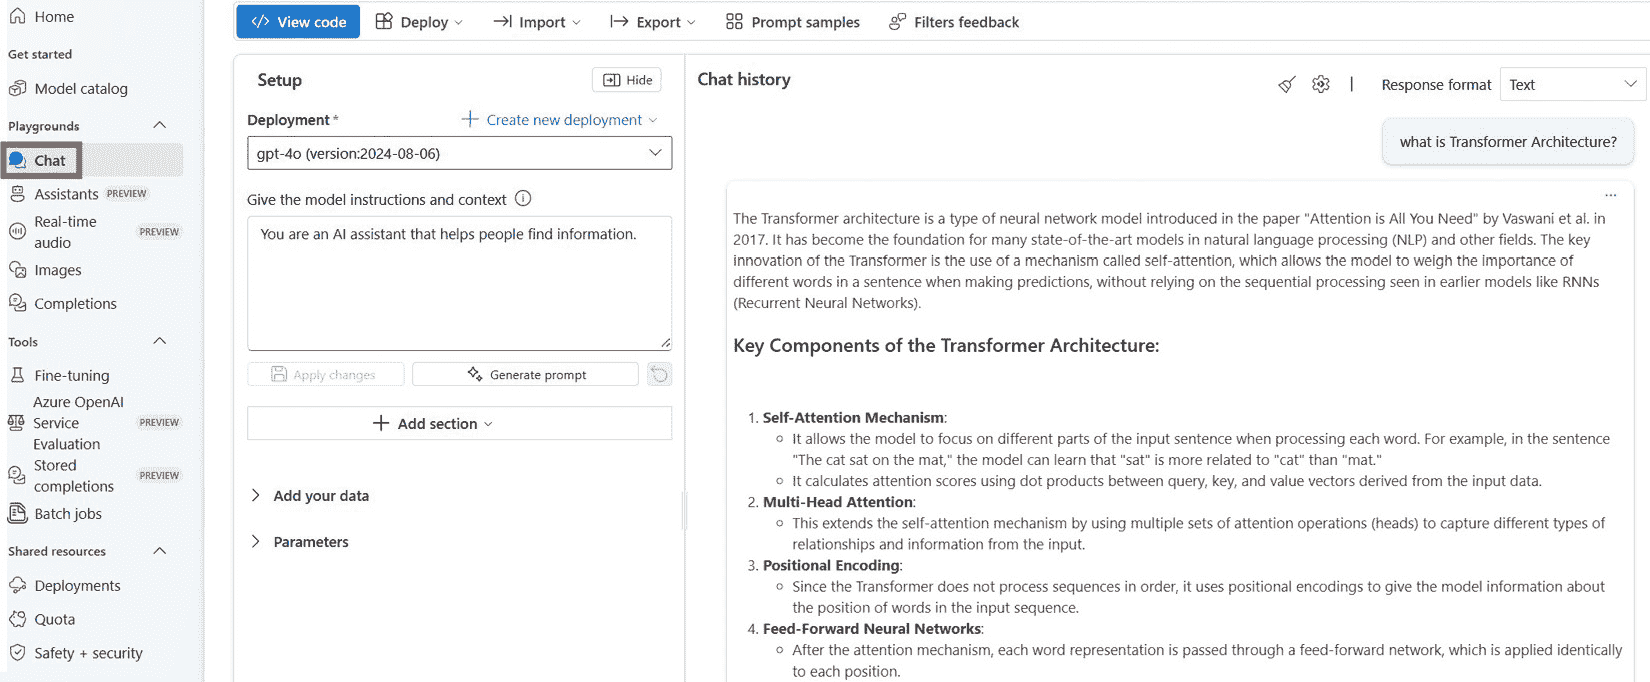 Home
Get started
Model catalog
Playgrounds
Chat
Assistants PREVIEW
Real-time
audio
PREVIEW
Images
Completions
Tools
Fine-tuning
Azure OpenAI
Service
Evaluation
PREVIEW
Stored
completions
PREVIEW
Batch jobs
Shared resources
Deployments
Quota
Safety + security
</> View code
Deploy
Import
Export
Prompt samples
Filters feedback
Setup
Hide
Deployment *
+ Create new deployment
gpt-4o (version:2024-08-06)
Give the model instructions and context
You are an AI assistant that helps people find information.
Apply changes
Generate prompt
+ Add section
Add your data
Parameters
Chat history
Response format
Text
what is Transformer Architecture?
...
The Transformer architecture is a type of neural network model introduced in the paper "Attention is All You Need" by Vaswani et al. in
2017. It has become the foundation for many state-of-the-art models in natural language processing (NLP) and other fields. The key
innovation of the Transformer is the use of a mechanism called self-attention, which allows the model to weigh the importance of
different words in a sentence when making predictions, without relying on the sequential processing seen in earlier models like RNNs
(Recurrent Neural Networks).
Key Components of the Transformer Architecture:
1. Self-Attention Mechanism:
◦ It allows the model to focus on different parts of the input sentence when processing each word. For example, in the sentence
"The cat sat on the mat," the model can learn that "sat" is more related to "cat" than "mat."
◦ It calculates attention scores using dot products between query, key, and value vectors derived from the input data.
2. Multi-Head Attention:
◦ This extends the self-attention mechanism by using multiple sets of attention operations (heads) to capture different types of
relationships and information from the input.
3. Positional Encoding:
◦ Since the Transformer does not process sequences in order, it uses positional encodings to give the model information about
the position of words in the input sequence.
4. Feed-Forward Neural Networks:
◦ After the attention mechanism, each word representation is passed through a feed-forward network, which is applied identically
to each position.